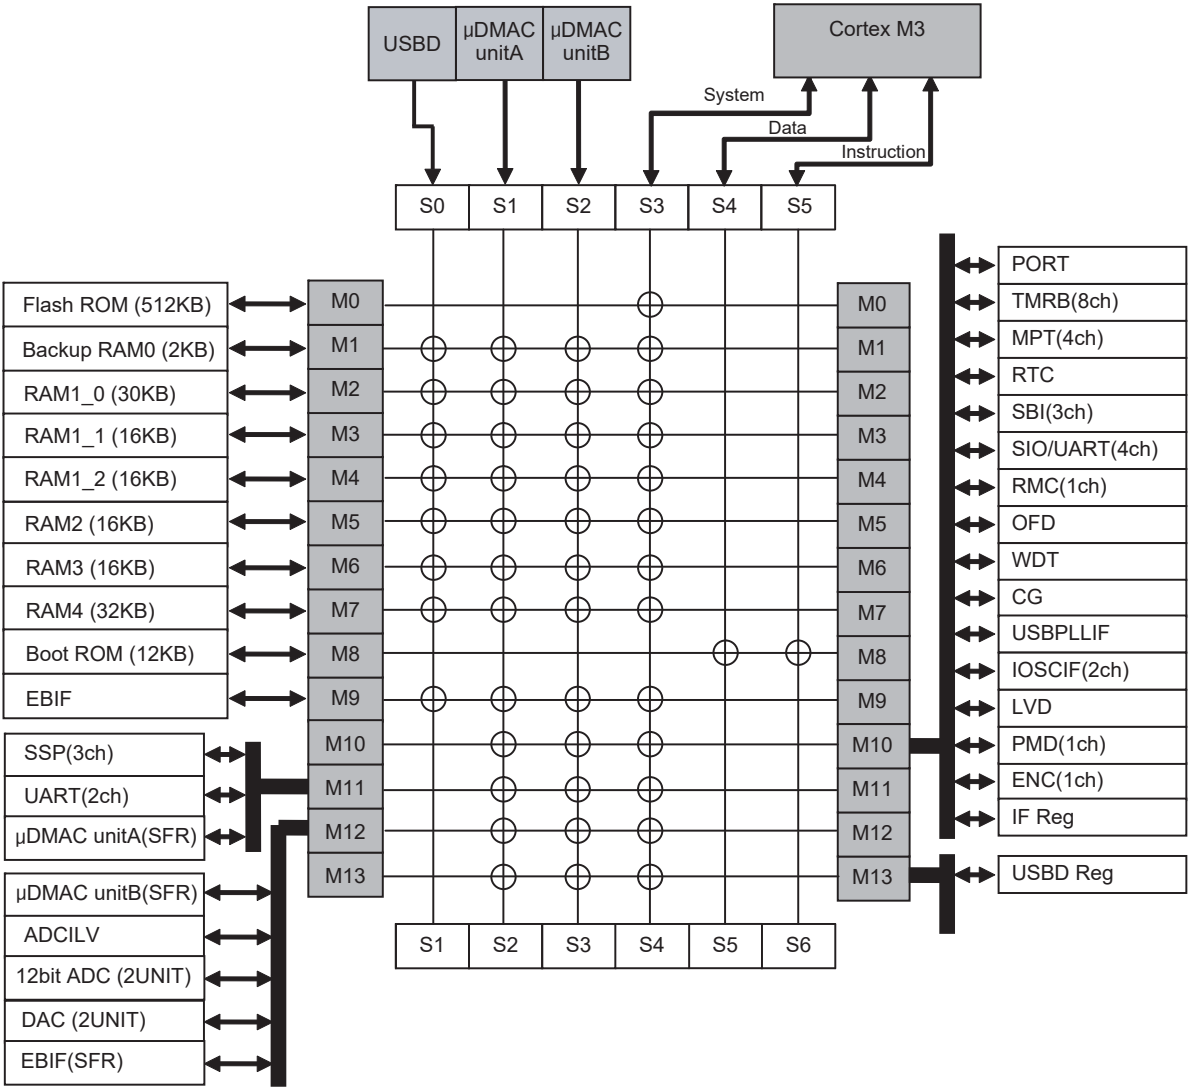 USBD
µDMAC
unitA
µDMAC
unitB
Cortex M3
System
Data
Instruction
S0
S1
S2
S3
S4
S5
Flash ROM (512KB)
Backup RAM0 (2KB)
RAM1_0 (30KB)
RAM1_1 (16KB)
RAM1_2 (16KB)
RAM2 (16KB)
RAM3 (16KB)
RAM4 (32KB)
Boot ROM (12KB)
EBIF
SSP(3ch)
UART(2ch)
µDMAC unitA(SFR)
µDMAC unitB(SFR)
ADCILV
12bit ADC (2UNIT)
DAC (2UNIT)
EBIF(SFR)
M0
M1
M2
M3
M4
M5
M6
M7
M8
M9
M10
M11
M12
M13
M0
M1
M2
M3
M4
M5
M6
M7
M8
M9
M10
M11
M12
M13
PORT
TMRB(8ch)
MPT(4ch)
RTC
SBI(3ch)
SIO/UART(4ch)
RMC(1ch)
OFD
WDT
CG
USBPLLIF
IOSCIF(2ch)
LVD
PMD(1ch)
ENC(1ch)
IF Reg
USBD Reg
S1
S2
S3
S4
S5
S6